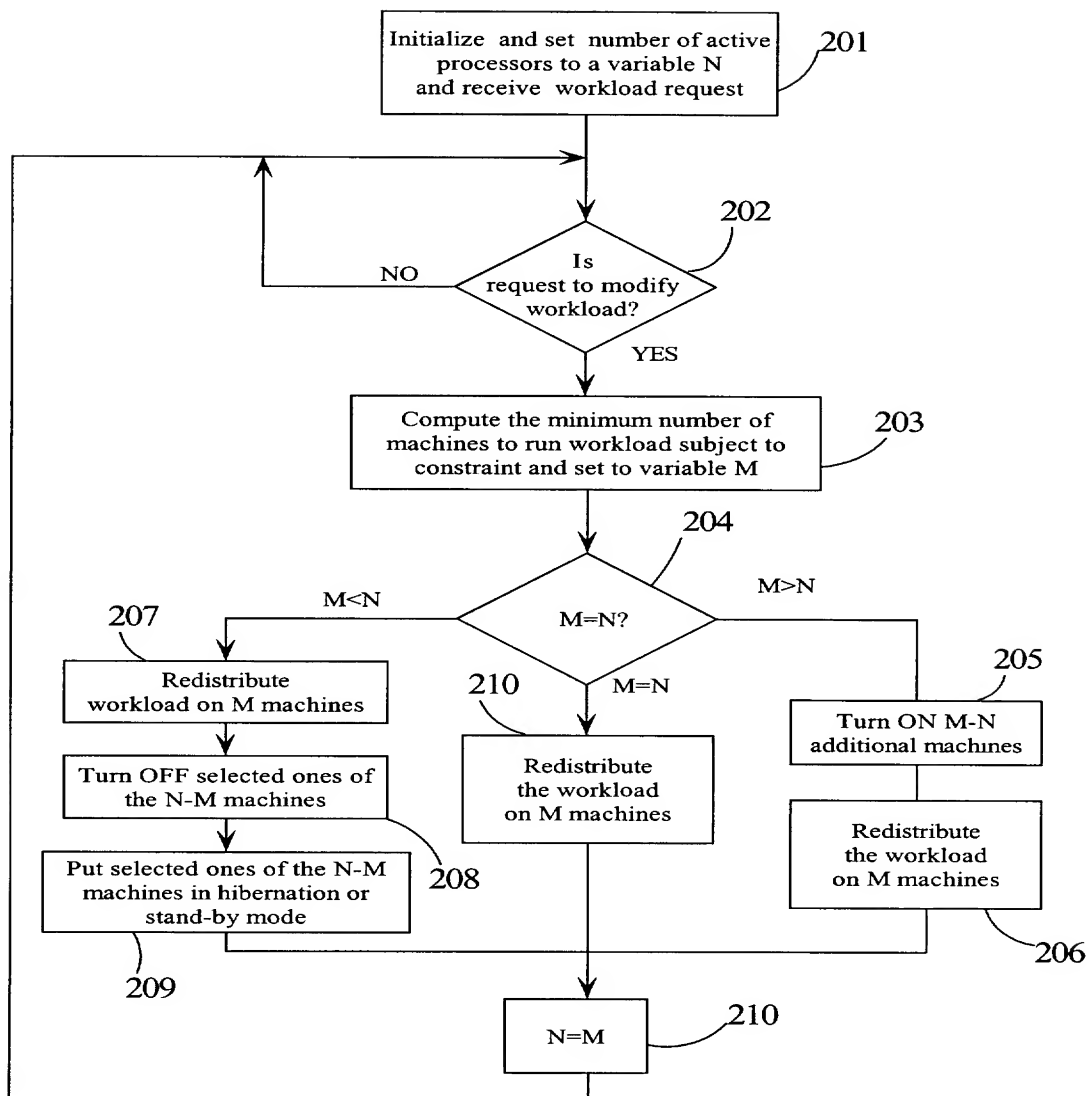 Initialize and set number of active
processors to a variable N
and receive workload request
201
202
Is
request to modify
workload?
NO
YES
Compute the minimum number of
machines to run workload subject to
constraint and set to variable M
203
204
M<N
M=N?
M>N
M=N
207
Redistribute
workload on M machines
Turn OFF selected ones of
the N-M machines
208
Put selected ones of the N-M
machines in hibernation or
stand-by mode
209
210
Redistribute
the workload
on M machines
205
Turn ON M-N
additional machines
Redistribute
the workload
on M machines
206
N=M
210